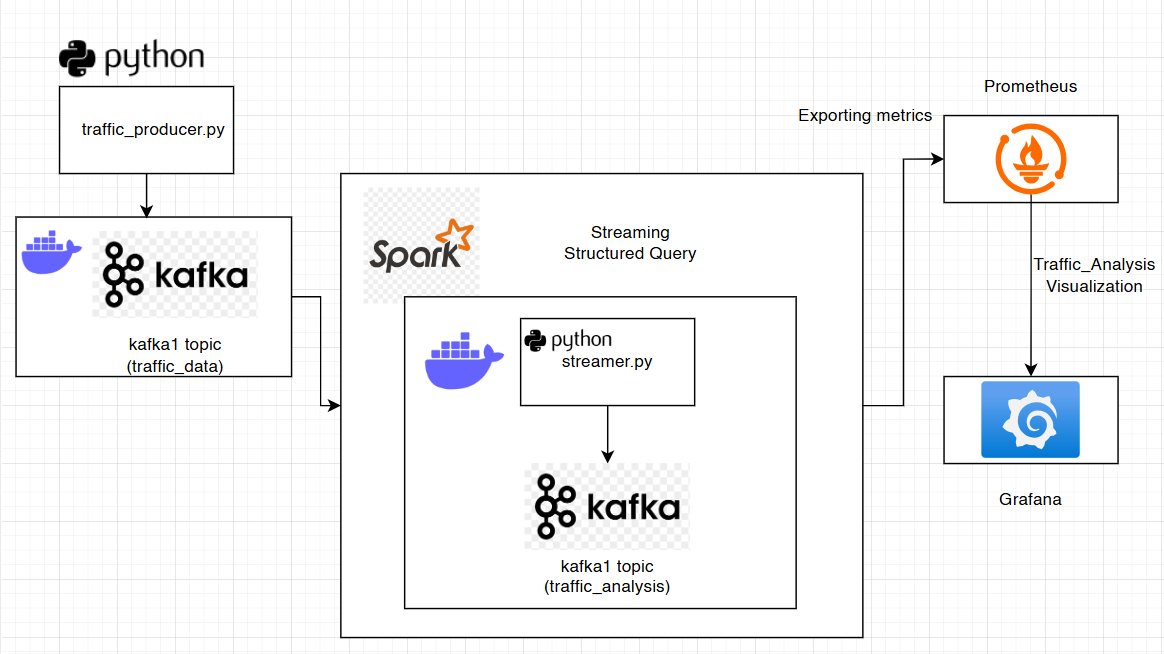 python
traffic_producer.py
kafka
kafka1 topic
(traffic_data)
Spark
Streaming
Structured Query
python
streamer.py
kafka
kafka1 topic
(traffic_analysis)
Exporting metrics
Prometheus
Traffic_Analysis
Visualization
Grafana